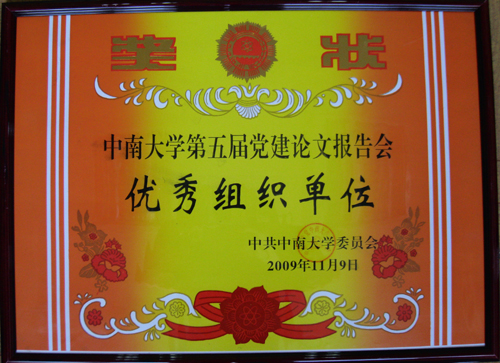 奖状
中南大学第五届党建论文报告会
优秀组织单位
中共中南大学委员会
2009年11月9日